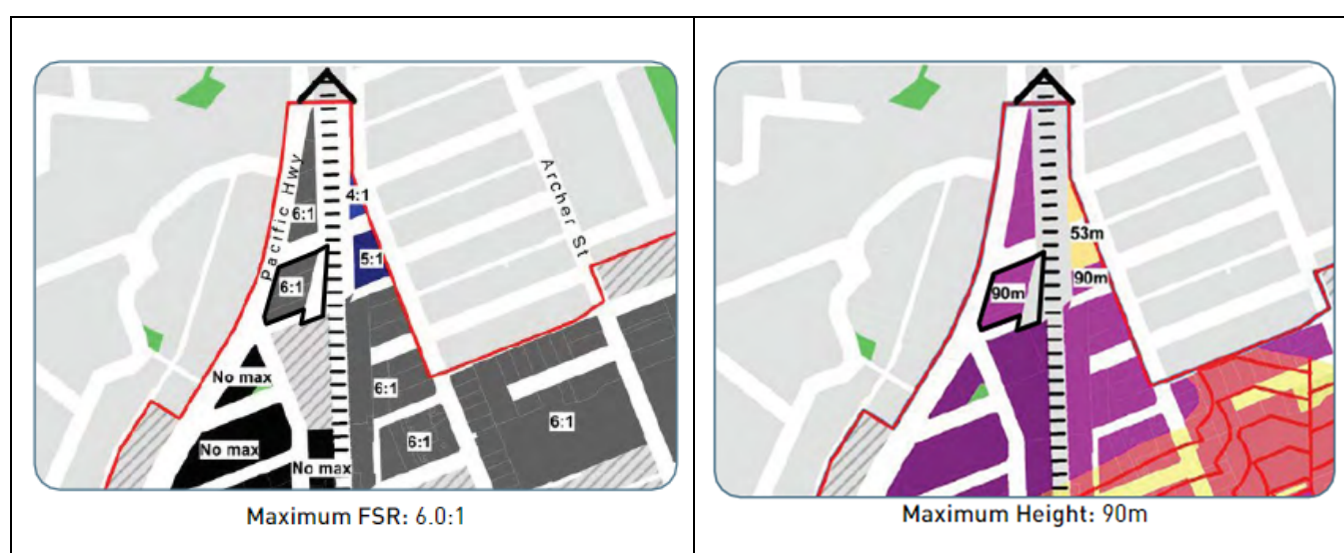 Pacific Hwy
Archer St
4:1
6:1
5:1
6:1
No max
6:1
6:1
6:1
No max
No max
Maximum FSR: 6.0:1
53m
90m
90m
Maximum Height: 90m